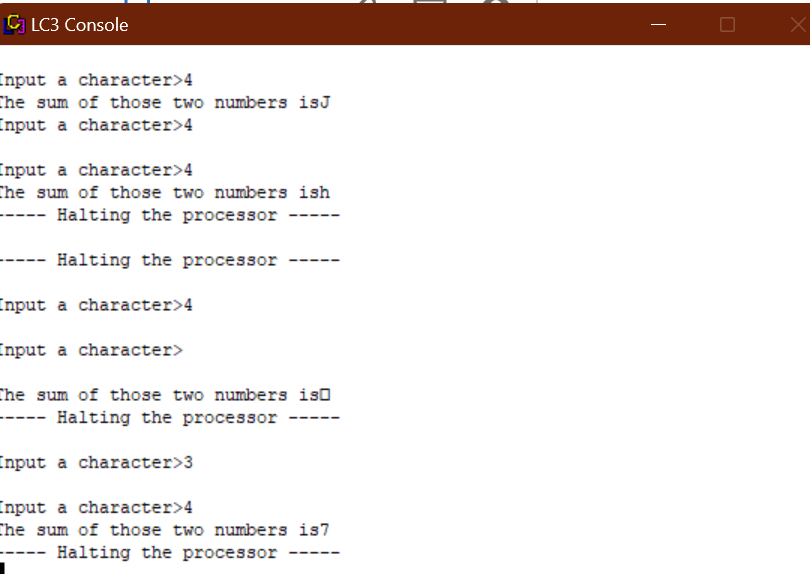 LC3 Console
Input a character>4
The sum of those two numbers isJ
Input a character>4
Input a character>4
The sum of those two numbers ish
----- Halting the processor -----
----- Halting the processor -----
Input a character>4
Input a character>
The sum of those two numbers is□
----- Halting the processor -----
Input a character>3
Input a character>4
The sum of those two numbers is7
----- Halting the processor -----